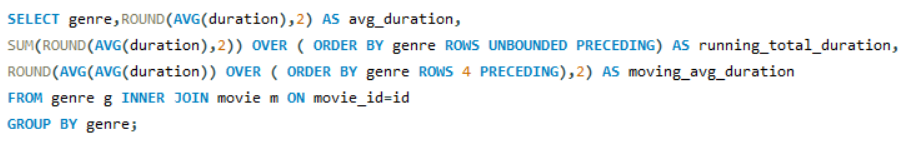 SELECT genre,ROUND(AVG(duration),2) AS avg_duration,
SUM(ROUND(AVG(duration),2)) OVER ( ORDER BY genre ROWS UNBOUNDED PRECEDING) AS running_total_duration,
ROUND(AVG(AVG(duration)) OVER ( ORDER BY genre ROWS 4 PRECEDING),2) AS moving_avg_duration
FROM genre g INNER JOIN movie m ON movie_id=id
GROUP BY genre;